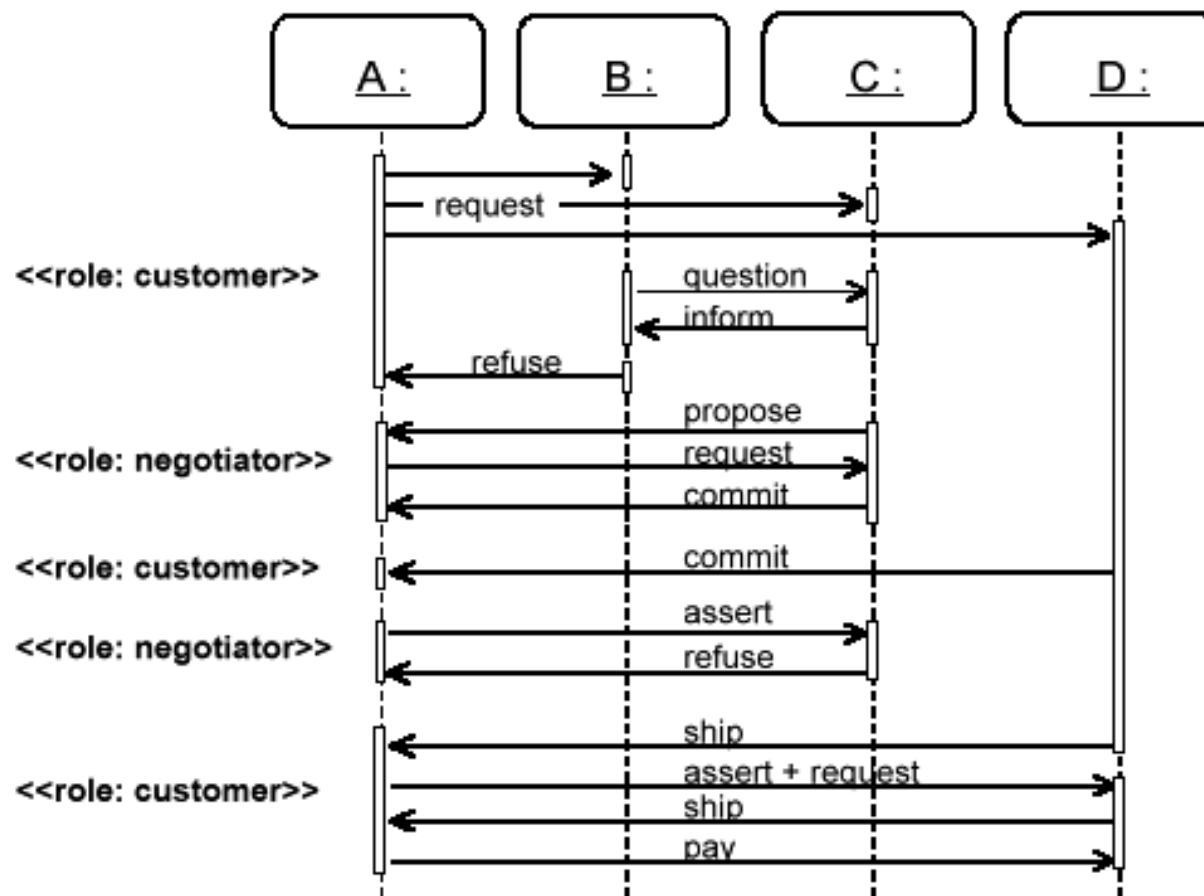 A : B : C : D :
request
<<role: customer>> question
inform
refuse
propose
<<role: negotiator>> request
commit
<<role: customer>> commit
assert
<<role: negotiator>> refuse
ship
assert + request
<<role: customer>> ship
pay